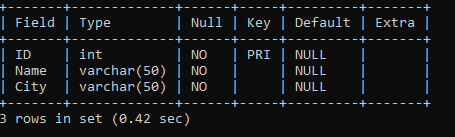 | Field | Type | Null | Key | Default | Extra |
| ID | int | NO | PRI | NULL | |
| Name | varchar(50) | NO | | NULL | |
| City | varchar(50) | NO | | NULL | |
3 rows in set (0.42 sec)